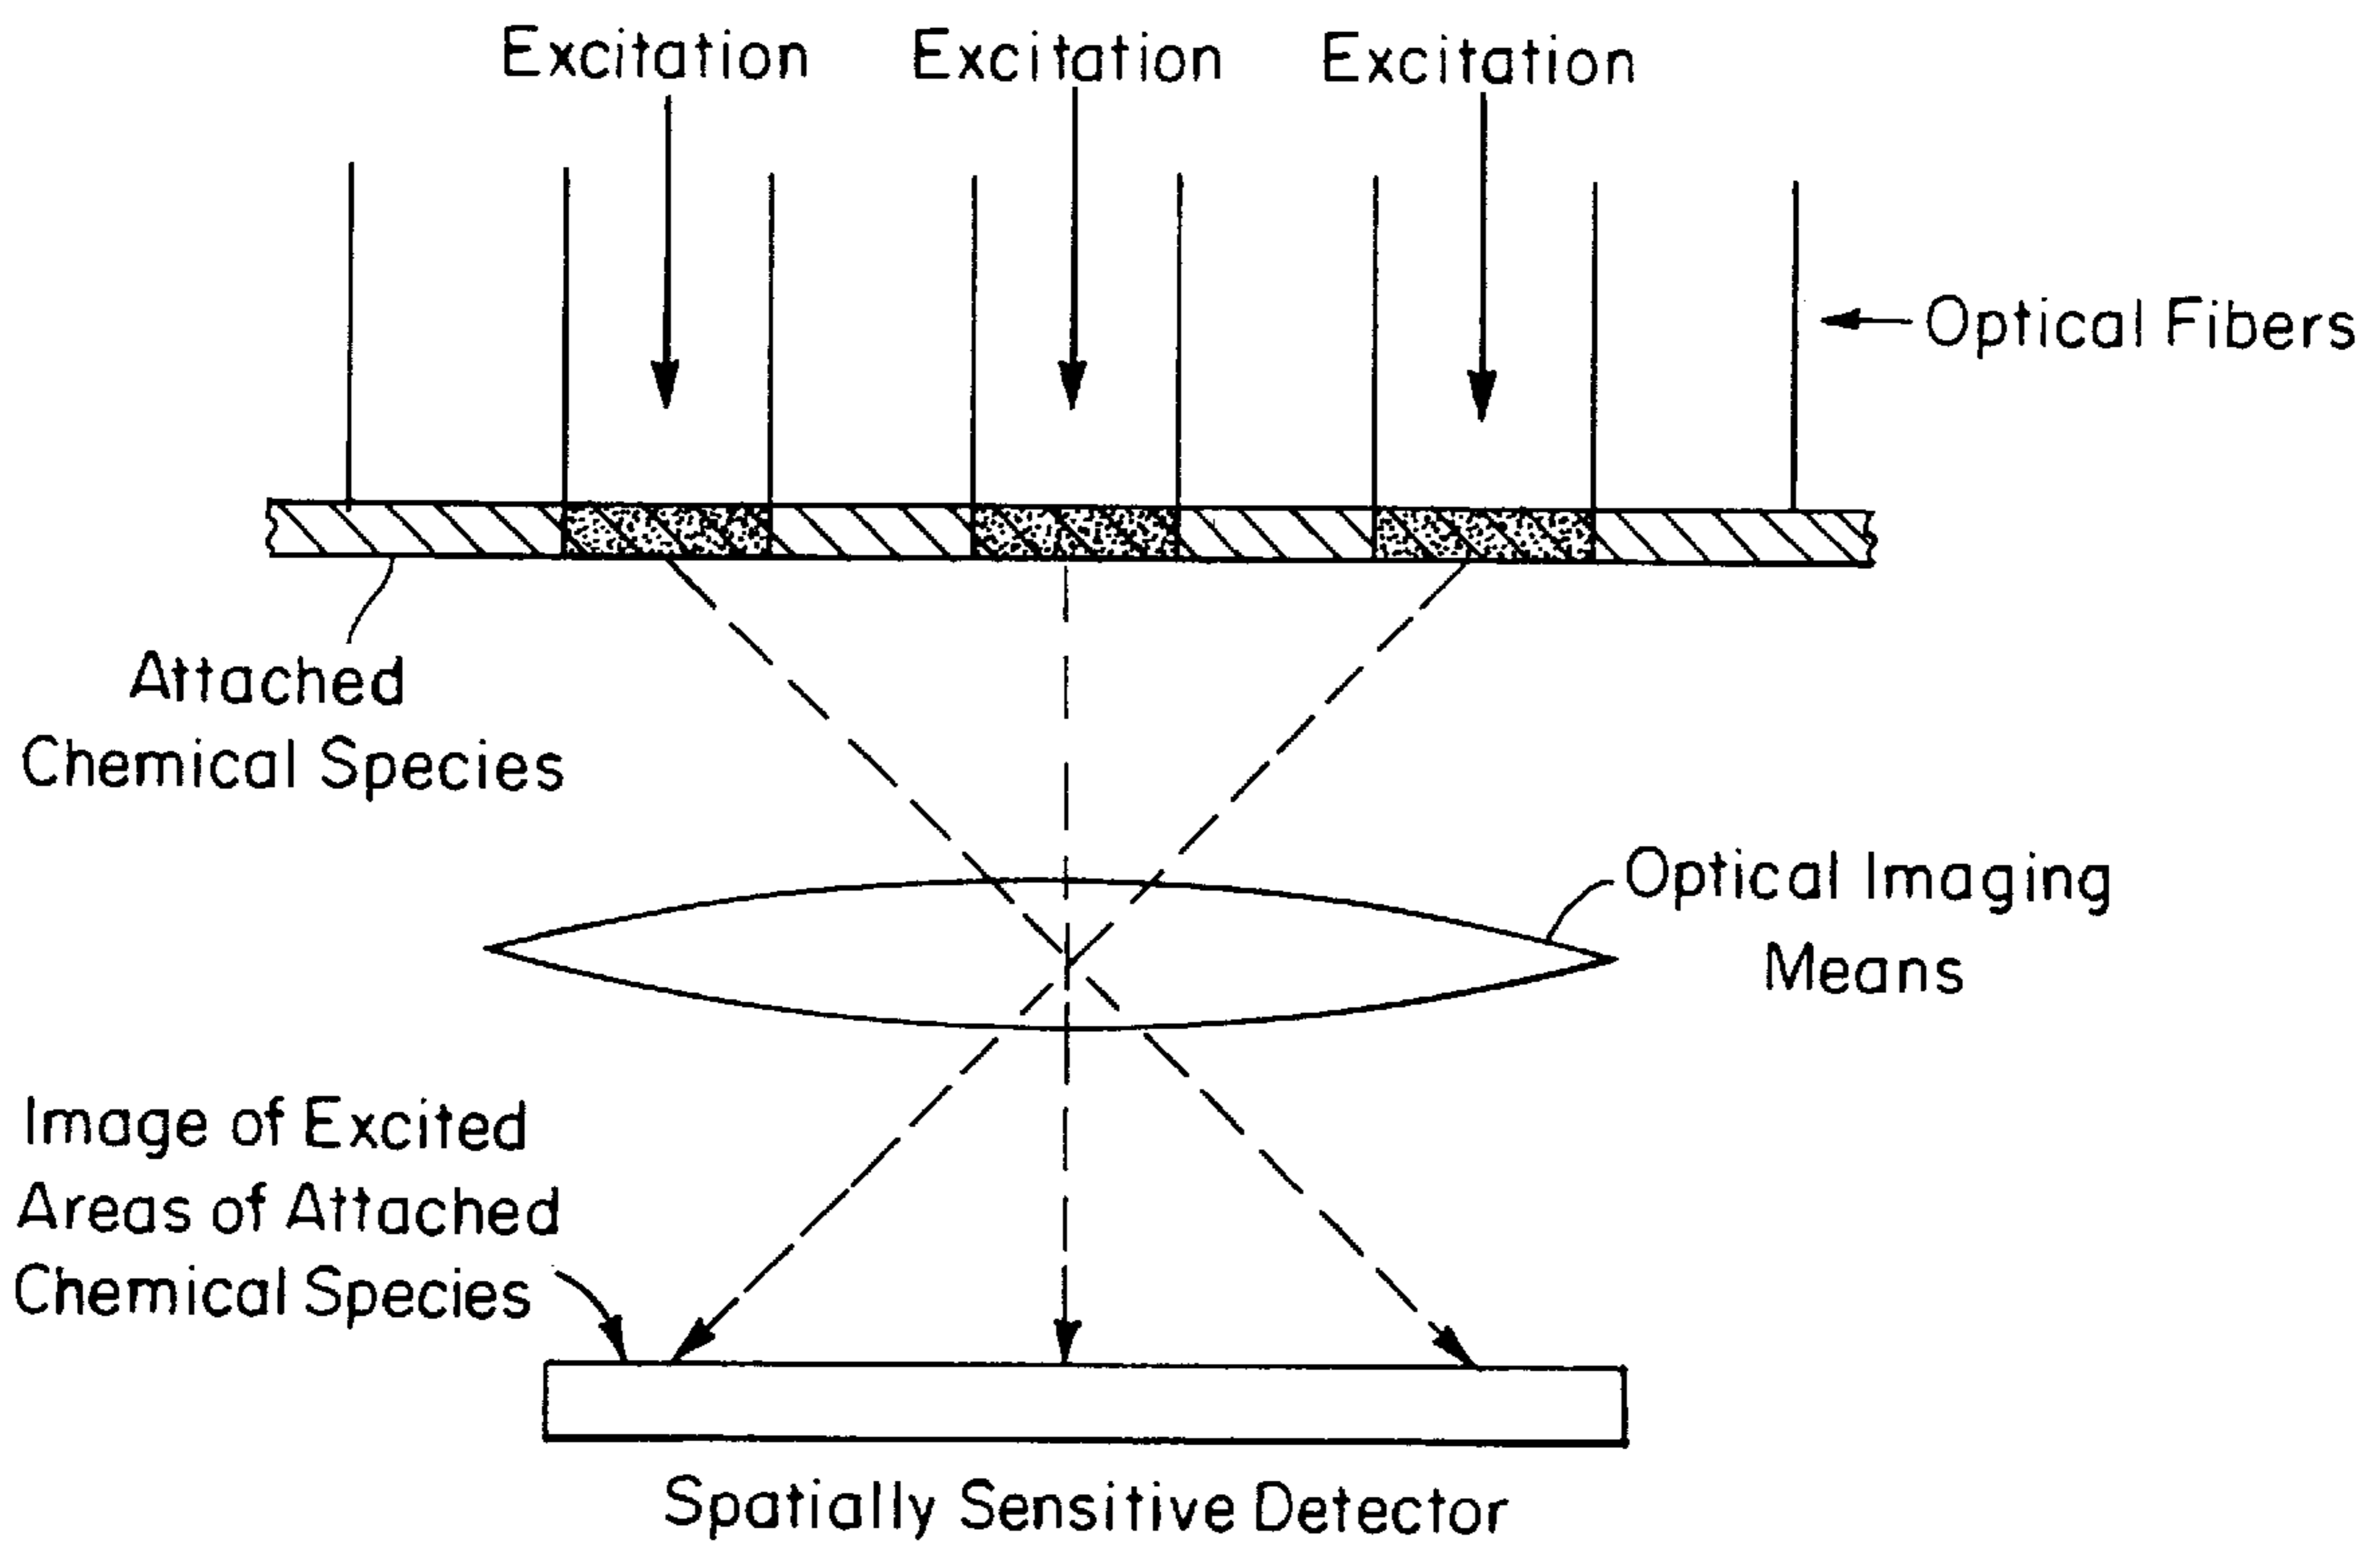 Excitation Excitation Excitation
Optical Fibers
Attached
Chemical Species
Optical Imaging
Means
Image of Excited
Areas of Attached
Chemical Species
Spatially Sensitive Detector